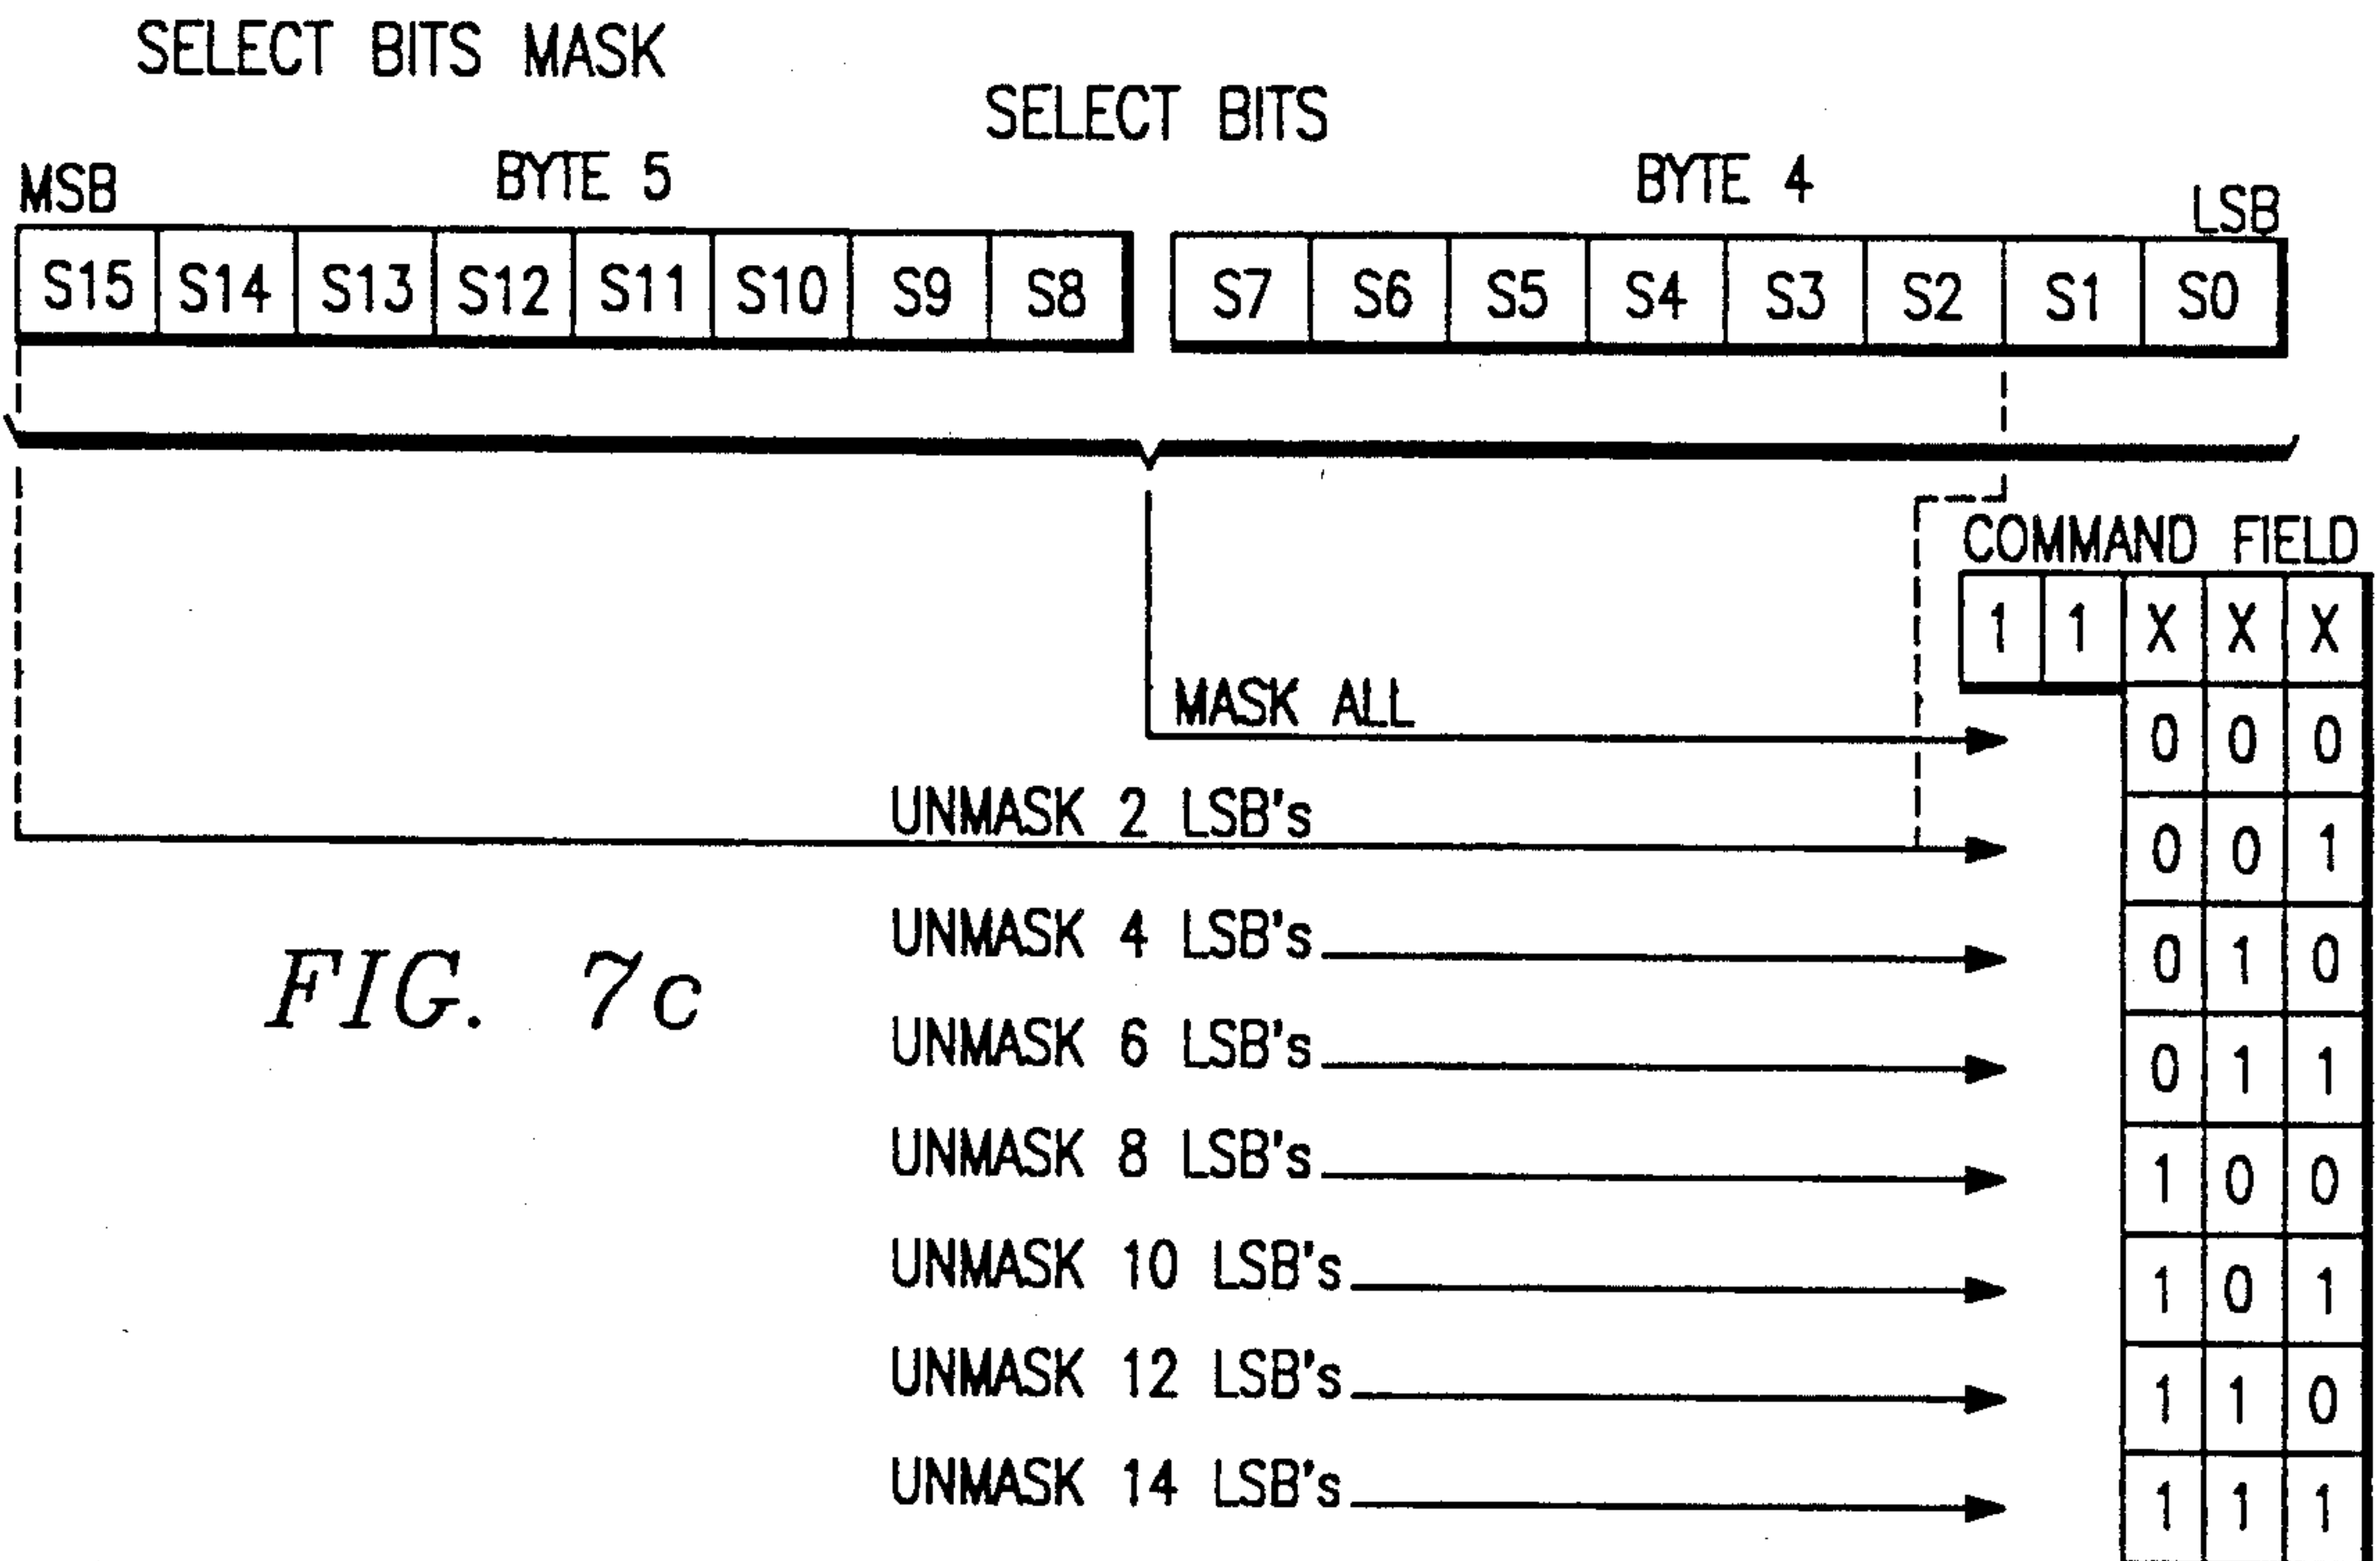 SELECT BITS MASK
SELECT BITS
MSB BYTE 5 BYTE 4 LSB
S15 S14 S13 S12 S11 S10 S9 S8 S7 S6 S5 S4 S3 S2 S1 S0
COMMAND FIELD
1 1 X X X
MASK ALL 0 0 0
UNMASK 2 LSB's 0 0 1
UNMASK 4 LSB's 0 1 0
UNMASK 6 LSB's 0 1 1
UNMASK 8 LSB's 1 0 0
UNMASK 10 LSB's 1 0 1
UNMASK 12 LSB's 1 1 0
UNMASK 14 LSB's 1 1 1
FIG. 7c